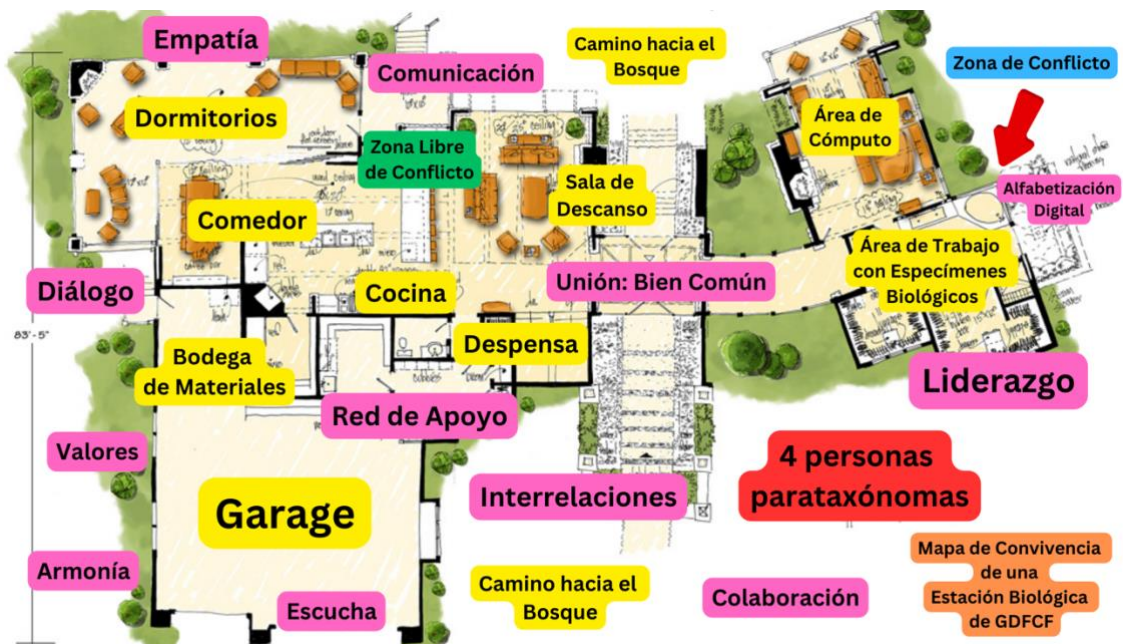 Empatía
Camino hacia el
Bosque
Comunicación
Zona de Conflicto
Dormitorios
Área de
Cómputo
Zona Libre
de Conflicto
Sala de
Descanso
Alfabetización
Digital
Comedor
Área de Trabajo
con Especímenes
Biológicos
Diálogo
Cocina
Unión: Bien Común
83'-5"
Bodega
de Materiales
Despensa
Liderazgo
Red de Apoyo
Valores
4 personas
parataxónomas
Interrelaciones
Garage
Mapa de Convivencia
de una
Estación Biológica
de GDFCF
Armonía
Camino hacia el
Bosque
Colaboración
Escucha